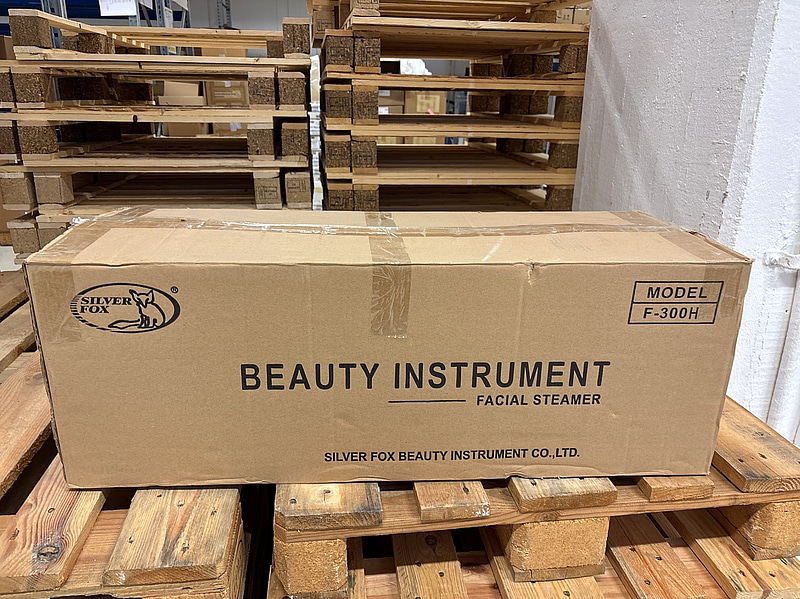 SILVER
FOX
®
MODEL
F-300H
BEAUTY INSTRUMENT
FACIAL STEAMER
SILVER FOX BEAUTY INSTRUMENT CO.,LTD.